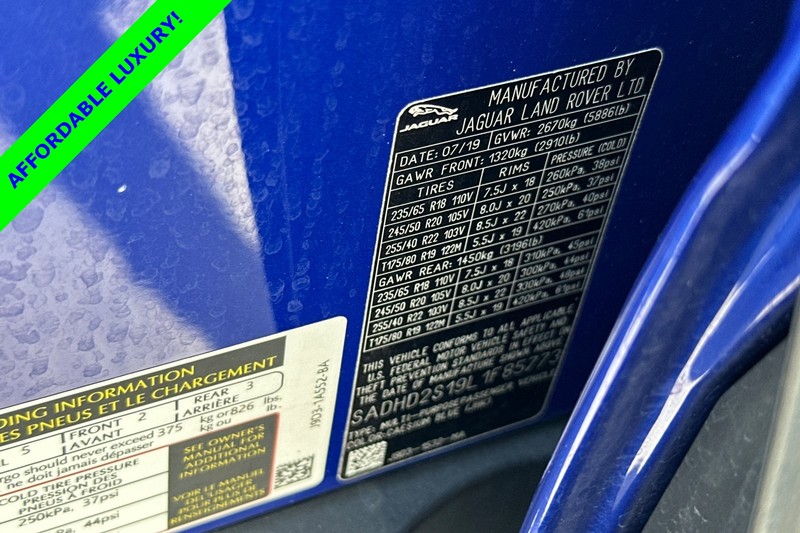 AFFORDABLE LUXURY!
JAGUAR
MANUFACTURED BY
JAGUAR LAND ROVER LTD
DATE: 07/19 GVWR: 2670kg (5886lb)
GAWR FRONT: 1320kg (2910lb)
TIRES RIMS PRESSURE (COLD)
235/65 R18 110V 7.5J x 18 260kPa, 38psi
245/50 R20 105V 8.0J x 20 250kPa, 37psi
255/40 R22 103V 8.5J x 22 270kPa, 40psi
T175/80 R19 122M 5.5J x 19 420kPa, 61psi
GAWR REAR: 1450kg (3196lb)
235/65 R18 110V 7.5J x 18 310kPa, 45psi
245/50 R20 105V 8.0J x 20 300kPa, 44psi
255/40 R22 103V 8.5J x 22 330kPa, 48psi
T175/80 R19 122M 5.5J x 19 420kPa, 61psi
THIS VEHICLE CONFORMS TO ALL APPLICABLE
U.S. FEDERAL MOTOR VEHICLE SAFETY AND
THEFT PREVENTION STANDARDS IN EFFECT ON
THE DATE OF MANUFACTURE SHOWN ABOVE
SADHD2S19L1F85773
TYPE: MULTI-PURPOSE PASSENGER VEHICLE
COLOR: CAESIUM BLUE
DING INFORMATION
ES PNEUS ET LE CHARGEMENT
5 FRONT 2 REAR 3
AVANT ARRIÈRE
rgo should never exceed 375 kg or 826 lbs.
ne doit jamais dépasser kg ou lb.
COLD TIRE PRESSURE
PRESSION DES
PNEUS À FROID
250kPa, 37psi
44psi
SEE OWNER'S
MANUAL FOR
ADDITIONAL
INFORMATION
VOIR LE MANUEL
DE L'USAGER
POUR PLUS DE
RENSEIGNEMENTS
J9D3-1A552-BA